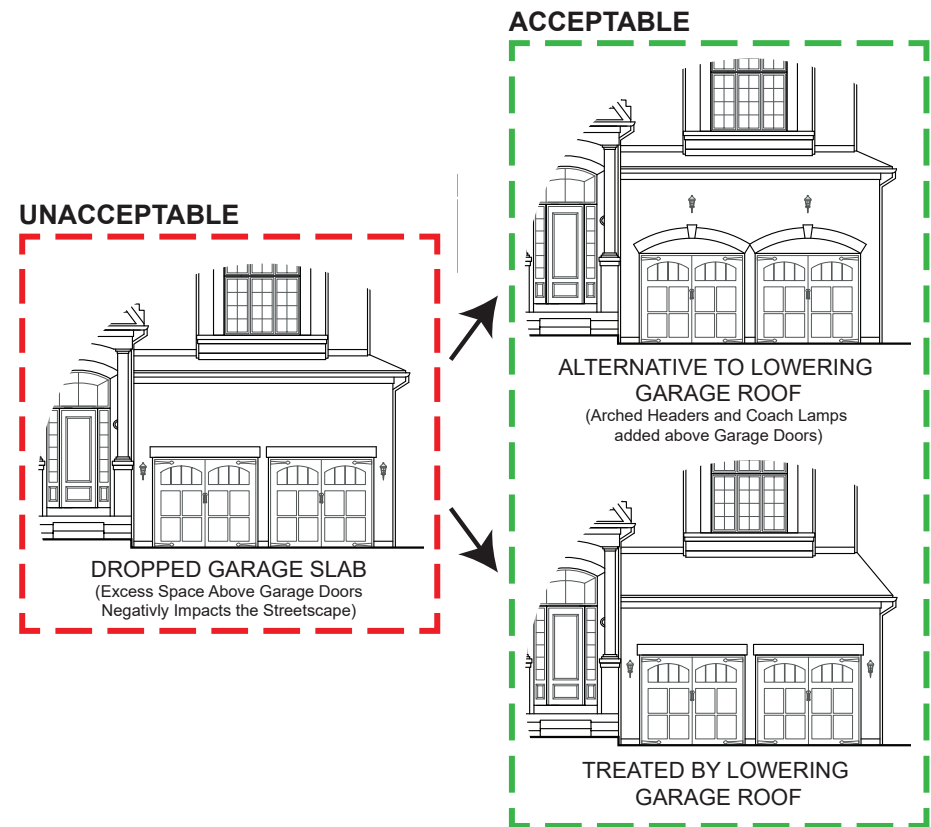 UNACCEPTABLE
DROPPED GARAGE SLAB
(Excess Space Above Garage Doors
Negativly Impacts the Streetscape)
ACCEPTABLE
ALTERNATIVE TO LOWERING
GARAGE ROOF
(Arched Headers and Coach Lamps
added above Garage Doors)
TREATED BY LOWERING
GARAGE ROOF